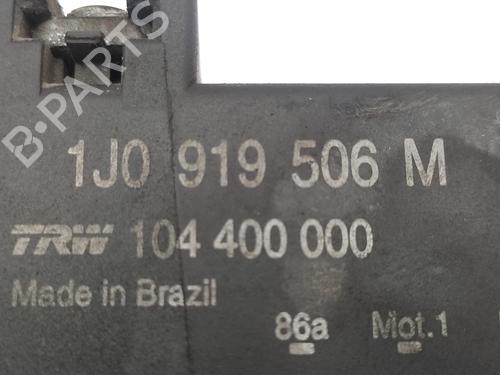 B-PARTS
1J0 919 506 M
TRW 104 400 000
Made in Brazil
86a Mot.1